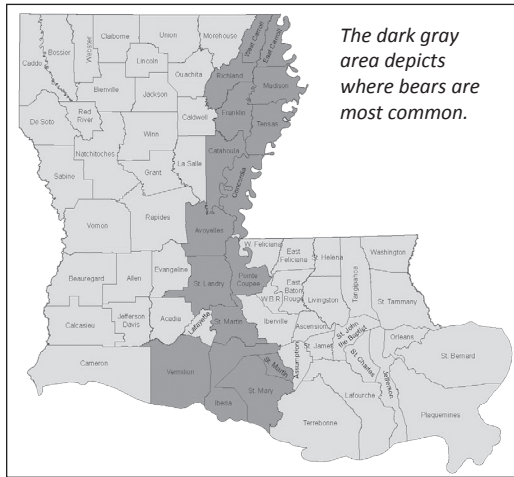 The dark gray
area depicts
where bears are
most common.
Caddo
Bossier
Webster
Claiborne
Union
Morehouse
West Carroll
East Carroll
Lincoln
Ouachita
Richland
Madison
Bienville
Jackson
Franklin
Tensas
De Soto
Red
River
Caldwell
Winn
Natchitoches
Catahoula
La Salle
Sabine
Grant
Concordia
Vernon
Rapides
Avoyelles
W. Feliciana
East
Feliciana
St. Helena
Tangipahoa
Washington
Beauregard
Allen
Evangeline
St. Landry
Pointe
Coupee
East
Baton
Rouge
W.B.R.
Livingston
St. Tammany
Calcasieu
Jefferson
Davis
Acadia
Lafayette
St. Martin
Iberville
Ascension
St. John
the Baptist
Orleans
St. Bernard
Cameron
Vermilion
Iberia
St. Martin
St. Mary
Assumption
St. James
St. Charles
Jefferson
Plaquemines
Terrebonne
Lafourche